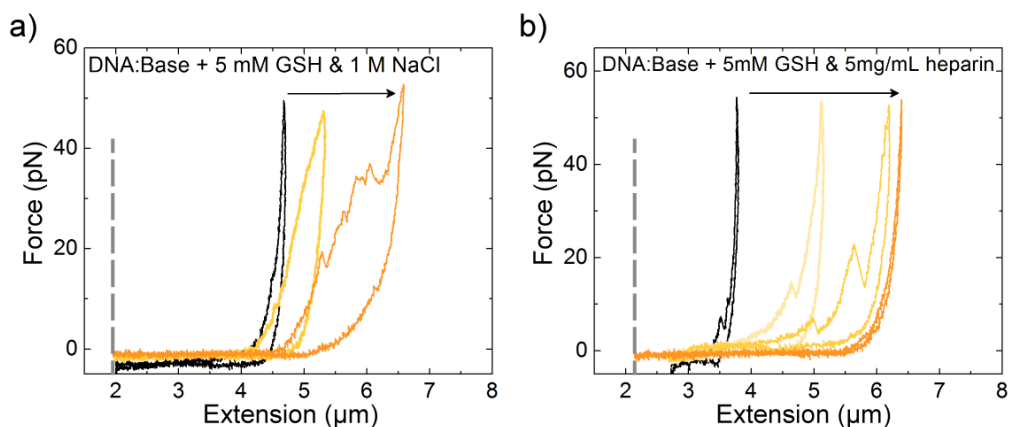 a)
DNA:Base + 5 mM GSH & 1 M NaCl
Force (pN)
60
40
20
0
2 3 4 5 6 7 8
Extension (μm)
b)
DNA:Base + 5mM GSH & 5mg/mL heparin
Force (pN)
60
40
20
0
2 3 4 5 6 7 8
Extension (μm)